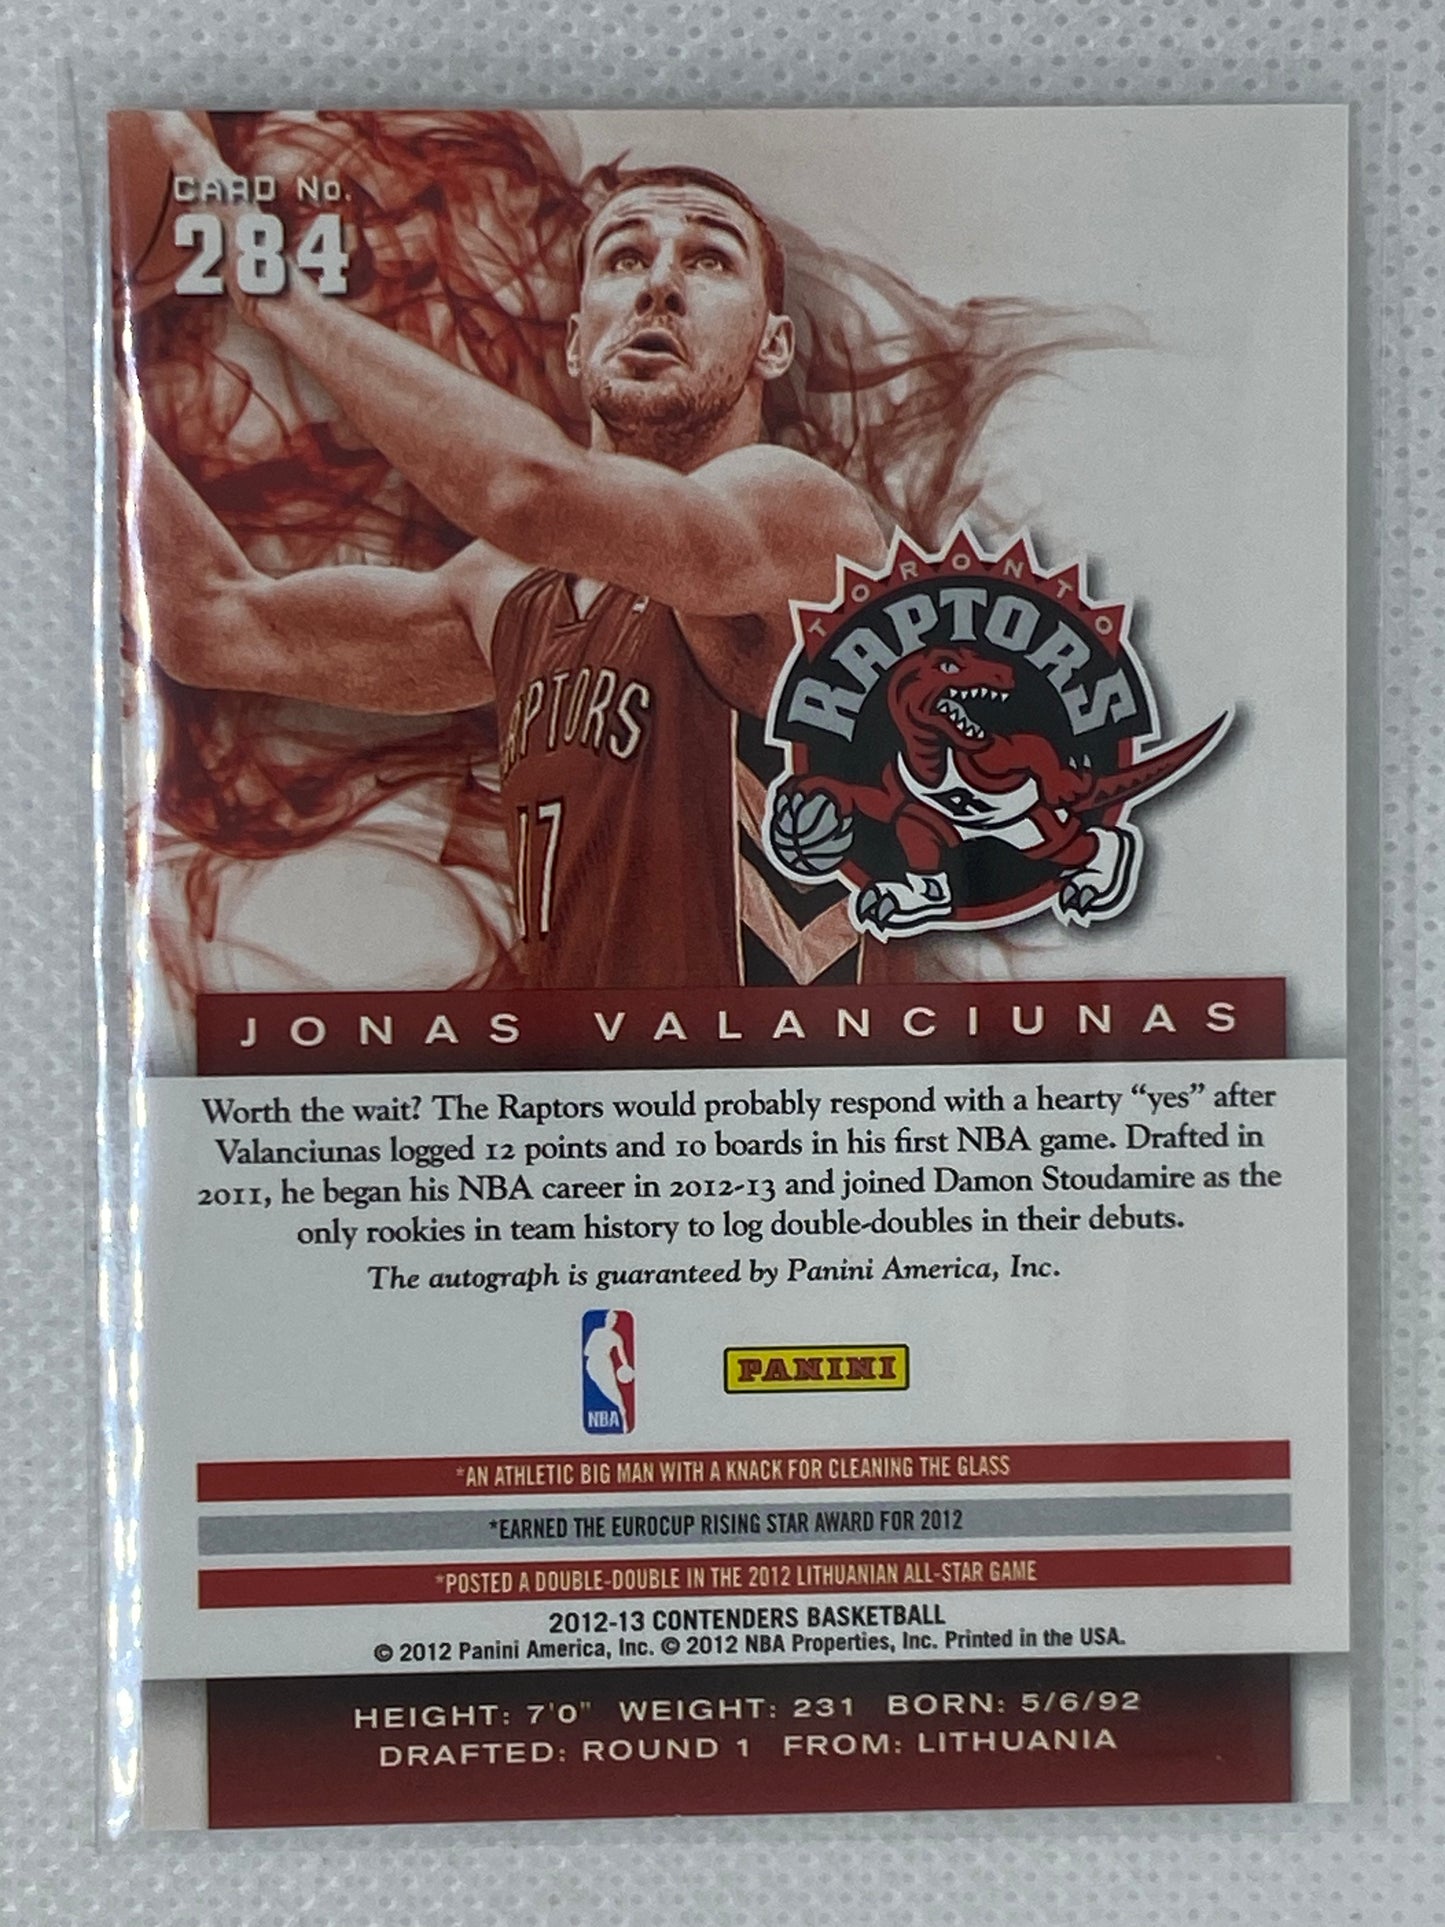 CARD No.
284
TORONTO
RAPTORS
RAPTORS
17
JONAS VALANCIUNAS
Worth the wait? The Raptors would probably respond with a hearty “yes” after
Valanciunas logged 12 points and 10 boards in his first NBA game. Drafted in
2011, he began his NBA career in 2012-13 and joined Damon Stoudamire as the
only rookies in team history to log double-doubles in their debuts.
The autograph is guaranteed by Panini America, Inc.
NBA
PANINI
*AN ATHLETIC BIG MAN WITH A KNACK FOR CLEANING THE GLASS
*EARNED THE EUROCUP RISING STAR AWARD FOR 2012
*POSTED A DOUBLE-DOUBLE IN THE 2012 LITHUANIAN ALL-STAR GAME
2012-13 CONTENDERS BASKETBALL
© 2012 Panini America, Inc. © 2012 NBA Properties, Inc. Printed in the USA.
HEIGHT: 7'0" WEIGHT: 231 BORN: 5/6/92
DRAFTED: ROUND 1 FROM: LITHUANIA